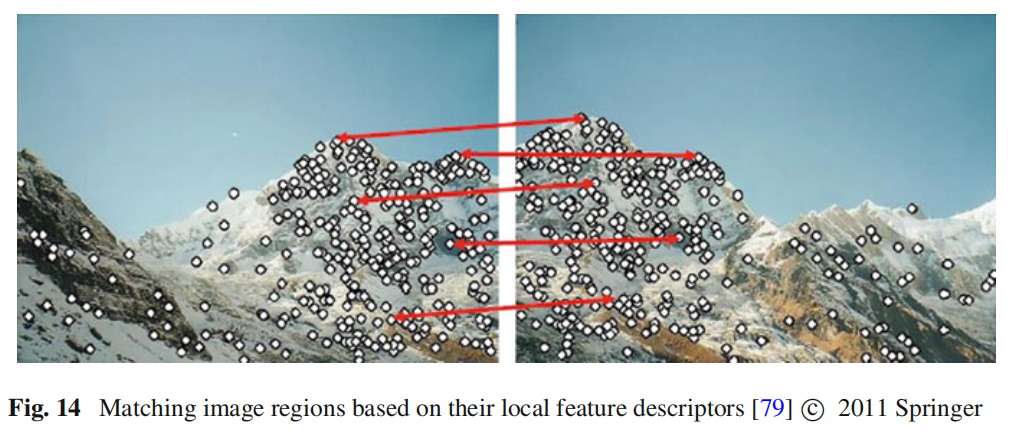 Fig. 14 Matching image regions based on their local feature descriptors [79] © 2011 Springer